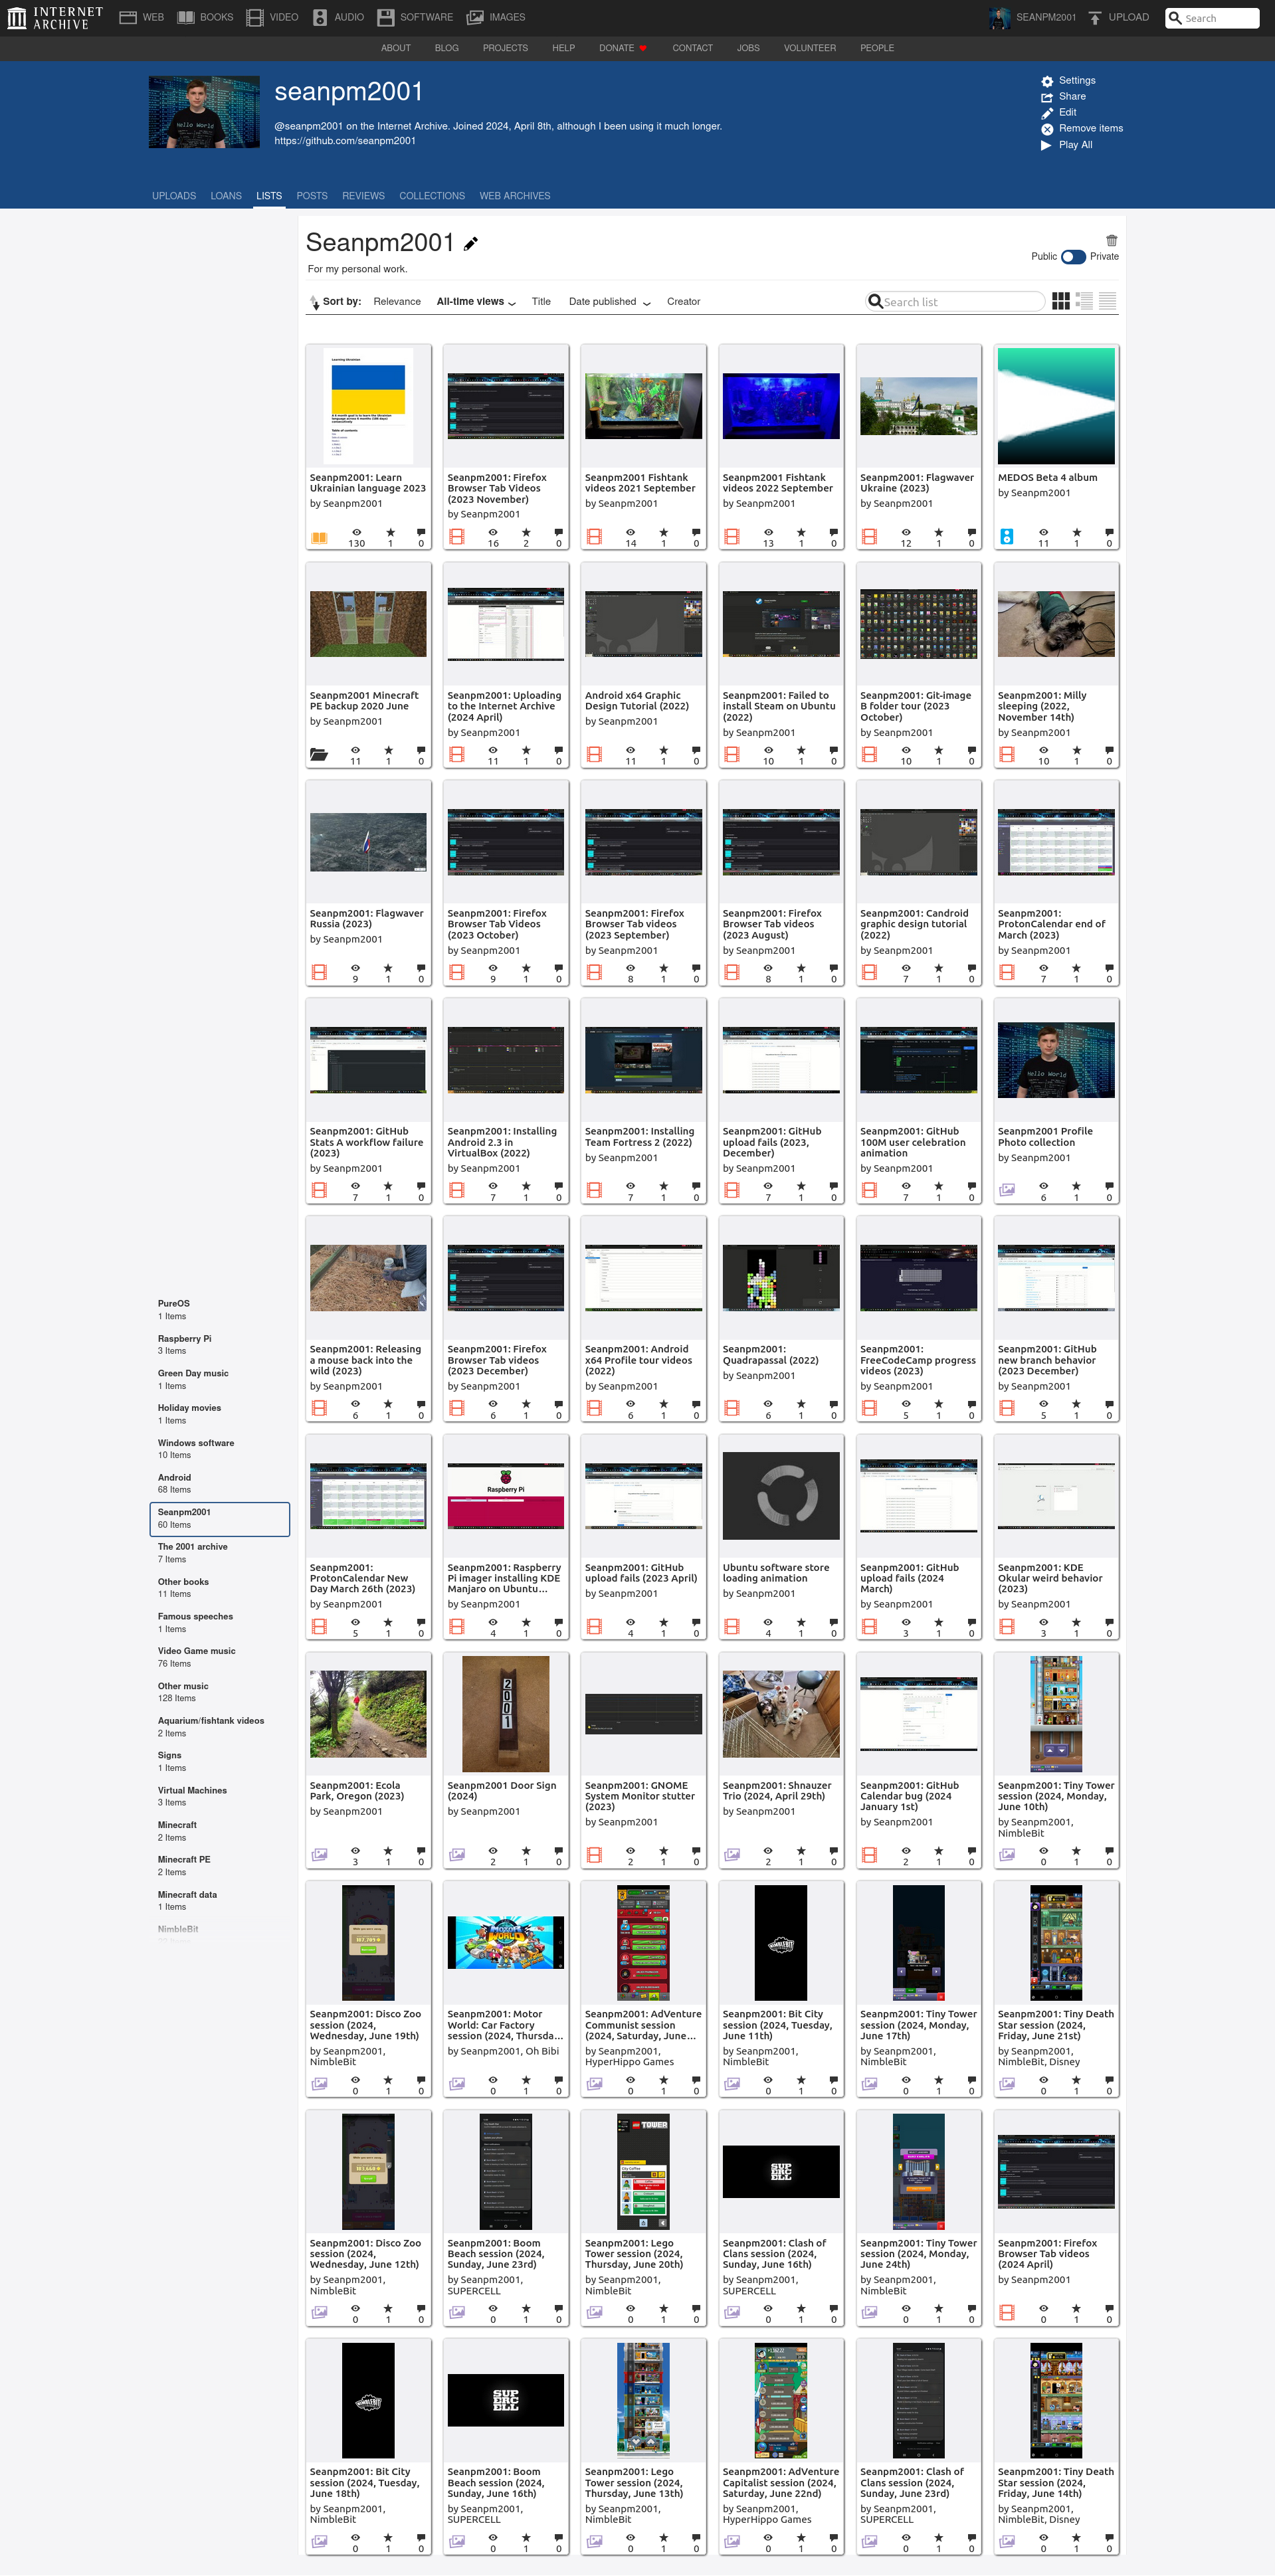 INTERNET ARCHIVE
WEB BOOKS VIDEO AUDIO SOFTWARE IMAGES
SEANPM2001 UPLOAD Search
ABOUT BLOG PROJECTS HELP DONATE CONTACT JOBS VOLUNTEER PEOPLE
seanpm2001
@seanpm2001 on the Internet Archive. Joined 2024, April 8th, although I been using it much longer.
https://github.com/seanpm2001
Settings
Share
Edit
Remove items
Play All
UPLOADS LOANS LISTS POSTS REVIEWS COLLECTIONS WEB ARCHIVES
Seanpm2001
For my personal work.
Public Private
Sort by: Relevance All-time views Title Date published Creator
Search list
Seanpm2001: Learn
Ukrainian language 2023
by Seanpm2001
130 1 0
Seanpm2001: Firefox
Browser Tab Videos
(2023 November)
by Seanpm2001
16 2 0
Seanpm2001 Fishtank
videos 2021 September
by Seanpm2001
14 1 0
Seanpm2001 Fishtank
videos 2022 September
by Seanpm2001
13 1 0
Seanpm2001: Flagwaver
Ukraine (2023)
by Seanpm2001
12 1 0
MEDOS Beta 4 album
by Seanpm2001
11 1 0
Seanpm2001 Minecraft
PE backup 2020 June
by Seanpm2001
11 1 0
Seanpm2001: Uploading
to the Internet Archive
(2024 April)
by Seanpm2001
11 1 0
Android x64 Graphic
Design Tutorial (2022)
by Seanpm2001
11 1 0
Seanpm2001: Failed to
install Steam on Ubuntu
(2022)
by Seanpm2001
10 1 0
Seanpm2001: Git-image
B folder tour (2023
October)
by Seanpm2001
10 1 0
Seanpm2001: Milly
sleeping (2022,
November 14th)
by Seanpm2001
10 1 0
Seanpm2001: Flagwaver
Russia (2023)
by Seanpm2001
9 1 0
Seanpm2001: Firefox
Browser Tab Videos
(2023 October)
by Seanpm2001
9 1 0
Seanpm2001: Firefox
Browser Tab videos
(2023 September)
by Seanpm2001
8 1 0
Seanpm2001: Firefox
Browser Tab videos
(2023 August)
by Seanpm2001
8 1 0
Seanpm2001: Candroid
graphic design tutorial
(2022)
by Seanpm2001
7 1 0
Seanpm2001:
ProtonCalendar end of
March (2023)
by Seanpm2001
7 1 0
Seanpm2001: GitHub
Stats A workflow failure
(2023)
by Seanpm2001
7 1 0
Seanpm2001: Installing
Android 2.3 in
VirtualBox (2022)
by Seanpm2001
7 1 0
Seanpm2001: Installing
Team Fortress 2 (2022)
by Seanpm2001
7 1 0
Seanpm2001: GitHub
upload fails (2023,
December)
by Seanpm2001
7 1 0
Seanpm2001: GitHub
100M user celebration
animation
by Seanpm2001
7 1 0
Seanpm2001 Profile
Photo collection
by Seanpm2001
6 1 0
Seanpm2001: Releasing
a mouse back into the
wild (2023)
by Seanpm2001
6 1 0
Seanpm2001: Firefox
Browser Tab videos
(2023 December)
by Seanpm2001
6 1 0
Seanpm2001: Android
x64 Profile tour videos
(2022)
by Seanpm2001
6 1 0
Seanpm2001:
Quadrapassal (2022)
by Seanpm2001
6 1 0
Seanpm2001:
FreeCodeCamp progress
videos (2023)
by Seanpm2001
5 1 0
Seanpm2001: GitHub
new branch behavior
(2023 December)
by Seanpm2001
5 1 0
Seanpm2001:
ProtonCalendar New
Day March 26th (2023)
by Seanpm2001
5 1 0
Raspberry Pi
Seanpm2001: Raspberry
Pi imager installing KDE
Manjaro on Ubuntu...
by Seanpm2001
4 1 0
Seanpm2001: GitHub
upload fails (2023 April)
by Seanpm2001
4 1 0
Ubuntu software store
loading animation
by Seanpm2001
4 1 0
Seanpm2001: GitHub
upload fails (2024
March)
by Seanpm2001
3 1 0
Seanpm2001: KDE
Okular weird behavior
(2023)
by Seanpm2001
3 1 0
Seanpm2001: Ecola
Park, Oregon (2023)
by Seanpm2001
3 1 0
2001
Seanpm2001 Door Sign
(2024)
by Seanpm2001
2 1 0
Seanpm2001: GNOME
System Monitor stutter
(2023)
by Seanpm2001
2 1 0
Seanpm2001: Shnauzer
Trio (2024, April 29th)
by Seanpm2001
2 1 0
Seanpm2001: GitHub
Calendar bug (2024
January 1st)
by Seanpm2001
2 1 0
Seanpm2001: Tiny Tower
session (2024, Monday,
June 10th)
by Seanpm2001,
NimbleBit
0 1 0
Seanpm2001: Disco Zoo
session (2024,
Wednesday, June 19th)
by Seanpm2001,
NimbleBit
0 1 0
Seanpm2001: Motor
World: Car Factory
session (2024, Thursda...
by Seanpm2001, Oh Bibi
0 1 0
Seanpm2001: AdVenture
Communist session
(2024, Saturday, June...
by Seanpm2001,
HyperHippo Games
0 1 0
Seanpm2001: Bit City
session (2024, Tuesday,
June 11th)
by Seanpm2001,
NimbleBit
0 1 0
Seanpm2001: Tiny Tower
session (2024, Monday,
June 17th)
by Seanpm2001,
NimbleBit
0 1 0
Seanpm2001: Tiny Death
Star session (2024,
Friday, June 21st)
by Seanpm2001,
NimbleBit, Disney
0 1 0
Seanpm2001: Disco Zoo
session (2024,
Wednesday, June 12th)
by Seanpm2001,
NimbleBit
0 1 0
Seanpm2001: Boom
Beach session (2024,
Sunday, June 23rd)
by Seanpm2001,
SUPERCELL
0 1 0
Seanpm2001: Lego
Tower session (2024,
Thursday, June 20th)
by Seanpm2001,
NimbleBit
0 1 0
SUPERCELL
Seanpm2001: Clash of
Clans session (2024,
Sunday, June 16th)
by Seanpm2001,
SUPERCELL
0 1 0
Seanpm2001: Tiny Tower
session (2024, Monday,
June 24th)
by Seanpm2001,
NimbleBit
0 1 0
Seanpm2001: Firefox
Browser Tab videos
(2024 April)
by Seanpm2001
0 1 0
Seanpm2001: Bit City
session (2024, Tuesday,
June 18th)
by Seanpm2001,
NimbleBit
0 1 0
SUPERCELL
Seanpm2001: Boom
Beach session (2024,
Sunday, June 16th)
by Seanpm2001,
SUPERCELL
0 1 0
Seanpm2001: Lego
Tower session (2024,
Thursday, June 13th)
by Seanpm2001,
NimbleBit
0 1 0
Seanpm2001: AdVenture
Capitalist session (2024,
Saturday, June 22nd)
by Seanpm2001,
HyperHippo Games
0 1 0
Seanpm2001: Clash of
Clans session (2024,
Sunday, June 23rd)
by Seanpm2001,
SUPERCELL
0 1 0
Seanpm2001: Tiny Death
Star session (2024,
Friday, June 14th)
by Seanpm2001,
NimbleBit, Disney
0 1 0
PureOS
1 Items
Raspberry Pi
3 Items
Green Day music
1 Items
Holiday movies
1 Items
Windows software
10 Items
Android
68 Items
Seanpm2001
60 Items
The 2001 archive
7 Items
Other books
11 Items
Famous speeches
1 Items
Video Game music
76 Items
Other music
128 Items
Aquarium/fishtank videos
2 Items
Signs
1 Items
Virtual Machines
3 Items
Minecraft
2 Items
Minecraft PE
2 Items
Minecraft data
1 Items
NimbleBit